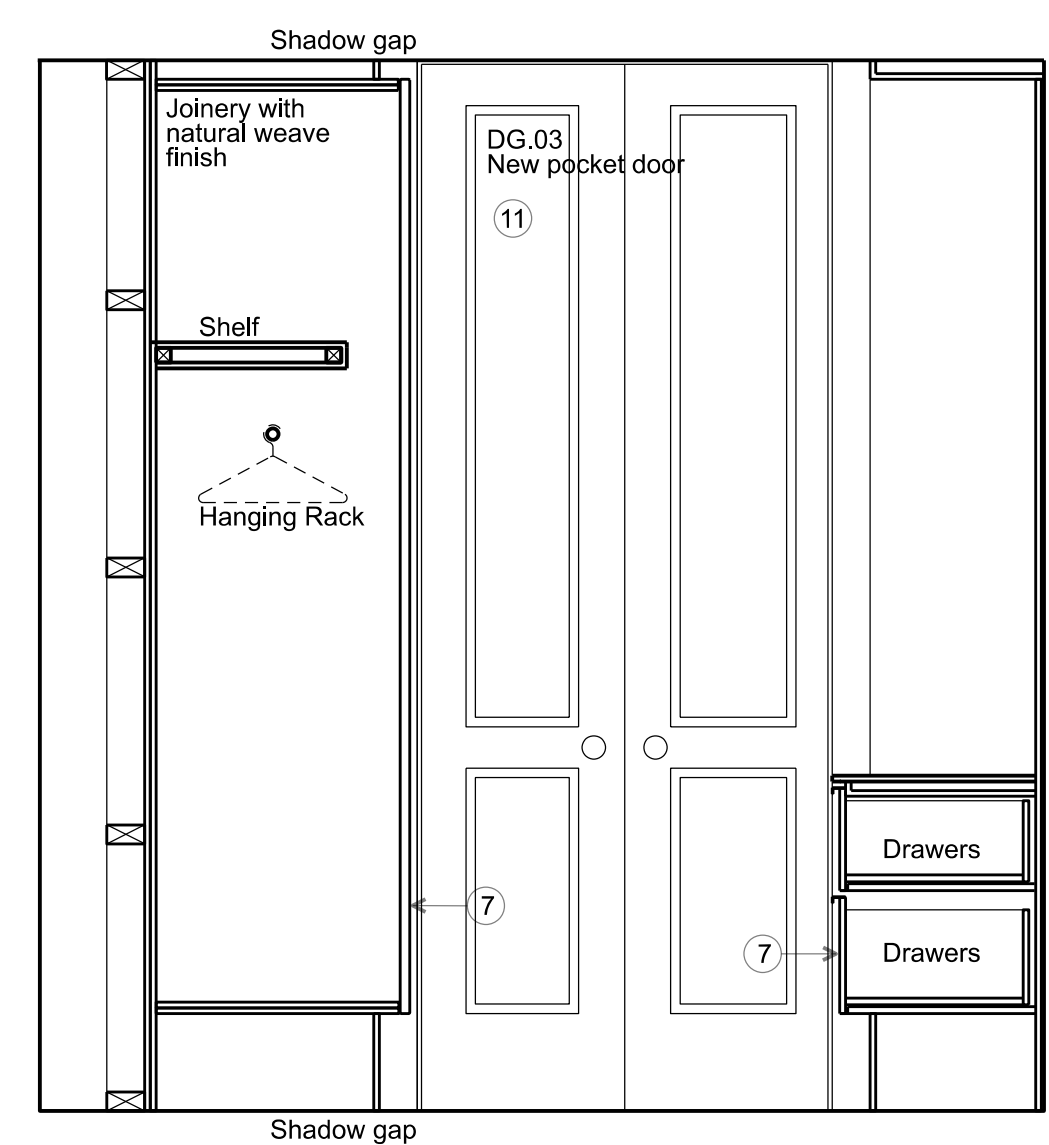 Shadow gap
Joinery with
natural weave
finish
DG.03
New pocket door
11
Shelf
Hanging Rack
Drawers
7
7
Drawers
Shadow gap